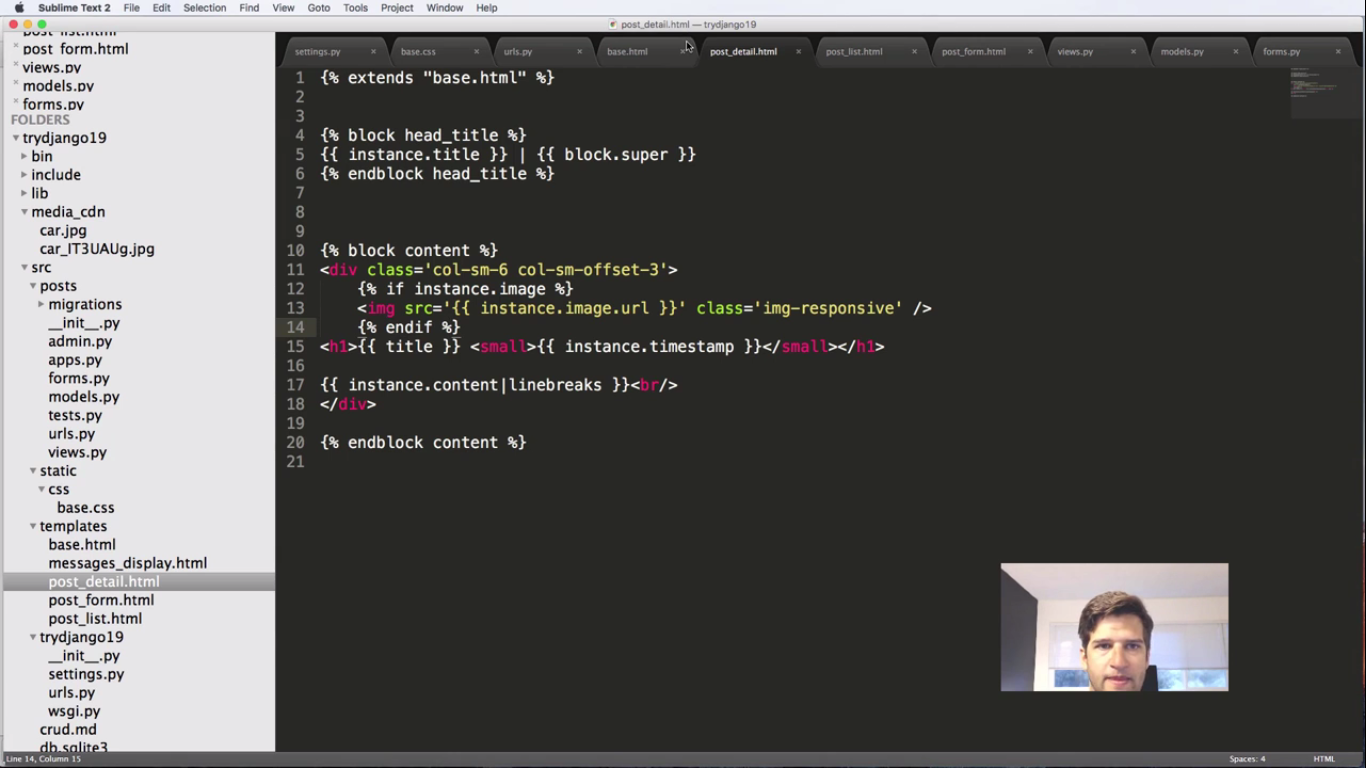 Sublime Text 2 File Edit Selection Find View Goto Tools Project Window Help
post_detail.html — trydjango19
settings.py base.css urls.py base.html post_detail.html post_list.html post_form.html views.py models.py forms.py
post_list.html
post_form.html
views.py
models.py
forms.py
FOLDERS
trydjango19
bin
include
lib
media_cdn
car.jpg
car_IT3UAUg.jpg
src
posts
migrations
__init__.py
admin.py
apps.py
forms.py
models.py
tests.py
urls.py
views.py
static
css
base.css
templates
base.html
messages_display.html
post_detail.html
post_form.html
post_list.html
trydjango19
__init__.py
settings.py
urls.py
wsgi.py
crud.md
db.sqlite3
1 {% extends "base.html" %}
2
3
4 {% block head_title %}
5 {{ instance.title }} | {{ block.super }}
6 {% endblock head_title %}
7
8
9
10 {% block content %}
11 <div class='col-sm-6 col-sm-offset-3'>
12 {% if instance.image %}
13 <img src='{{ instance.image.url }}' class='img-responsive' />
14 {% endif %}
15 <h1>{{ title }} <small>{{ instance.timestamp }}</small></h1>
16
17 {{ instance.content|linebreaks }}<br/>
18 </div>
19
20 {% endblock content %}
21
Line 14, Column 15 Spaces: 4 HTML